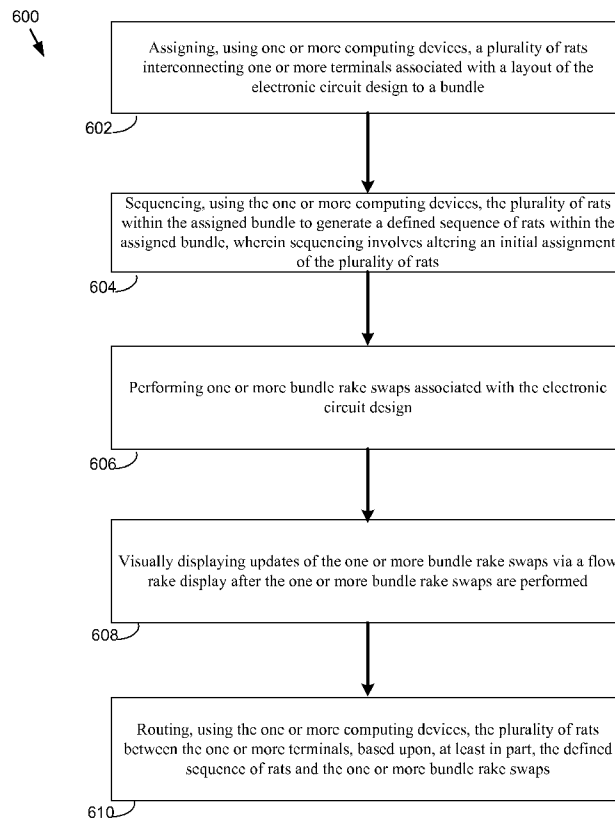 600
Assigning, using one or more computing devices, a plurality of rats
interconnecting one or more terminals associated with a layout of the
electronic circuit design to a bundle
602
Sequencing, using the one or more computing devices, the plurality of rats
within the assigned bundle to generate a defined sequence of rats within the
assigned bundle, wherein sequencing involves altering an initial assignment
of the plurality of rats
604
Performing one or more bundle rake swaps associated with the electronic
circuit design
606
Visually displaying updates of the one or more bundle rake swaps via a flow
rake display after the one or more bundle rake swaps are performed
608
Routing, using the one or more computing devices, the plurality of rats
between the one or more terminals, based upon, at least in part, the defined
sequence of rats and the one or more bundle rake swaps
610